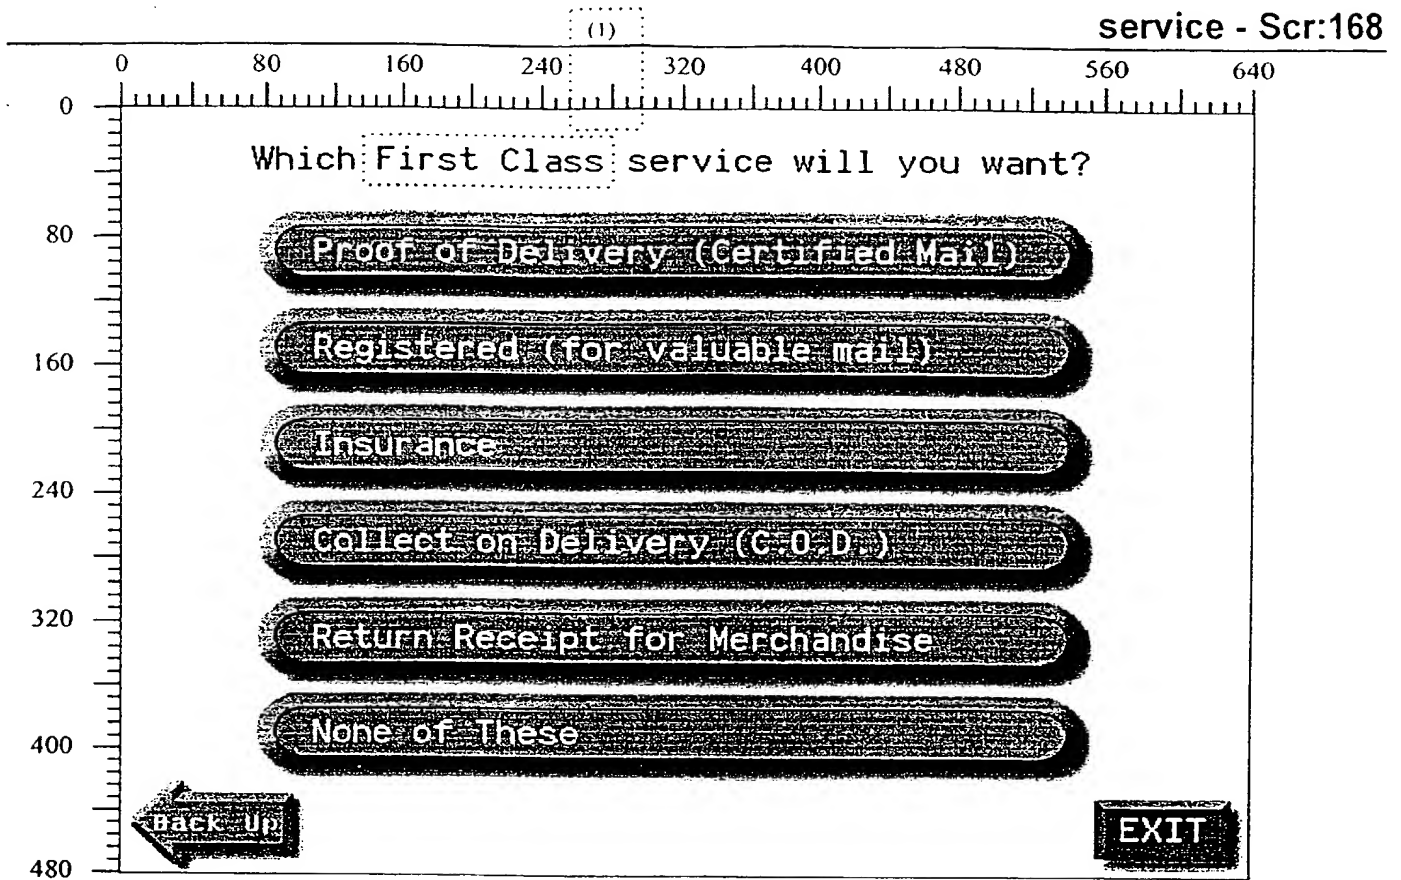 (1)
service - Scr:168
0 80 160 240 320 400 480 560 640
0
Which First Class service will you want?
80
Proof of Delivery (Certified Mail)
Registered (for valuable mail)
160
Insurance
240
Collect on Delivery (C.O.D.)
320
Return Receipt for Merchandise
None of These
400
Back Up
EXIT
480